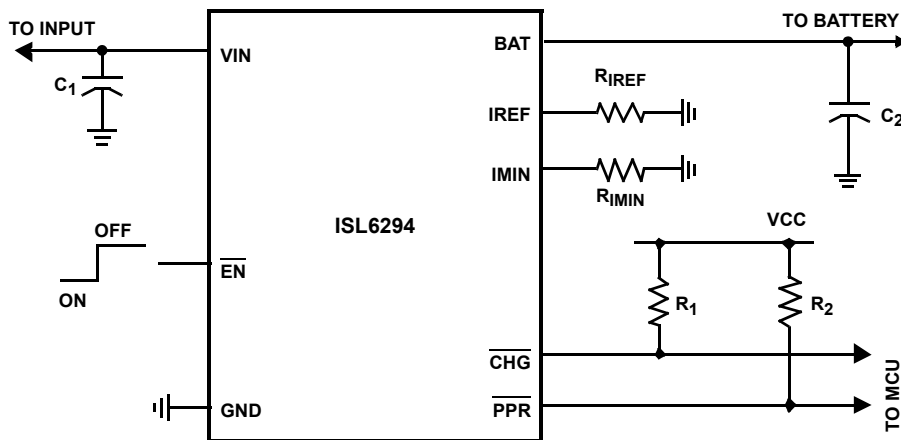 TO INPUT
TO BATTERY
VIN
BAT
C1
RIREF
IREF
C2
IMIN
RIMIN
ISL6294
VCC
OFF
EN
ON
R1
R2
CHG
GND
PPR
TO MCU